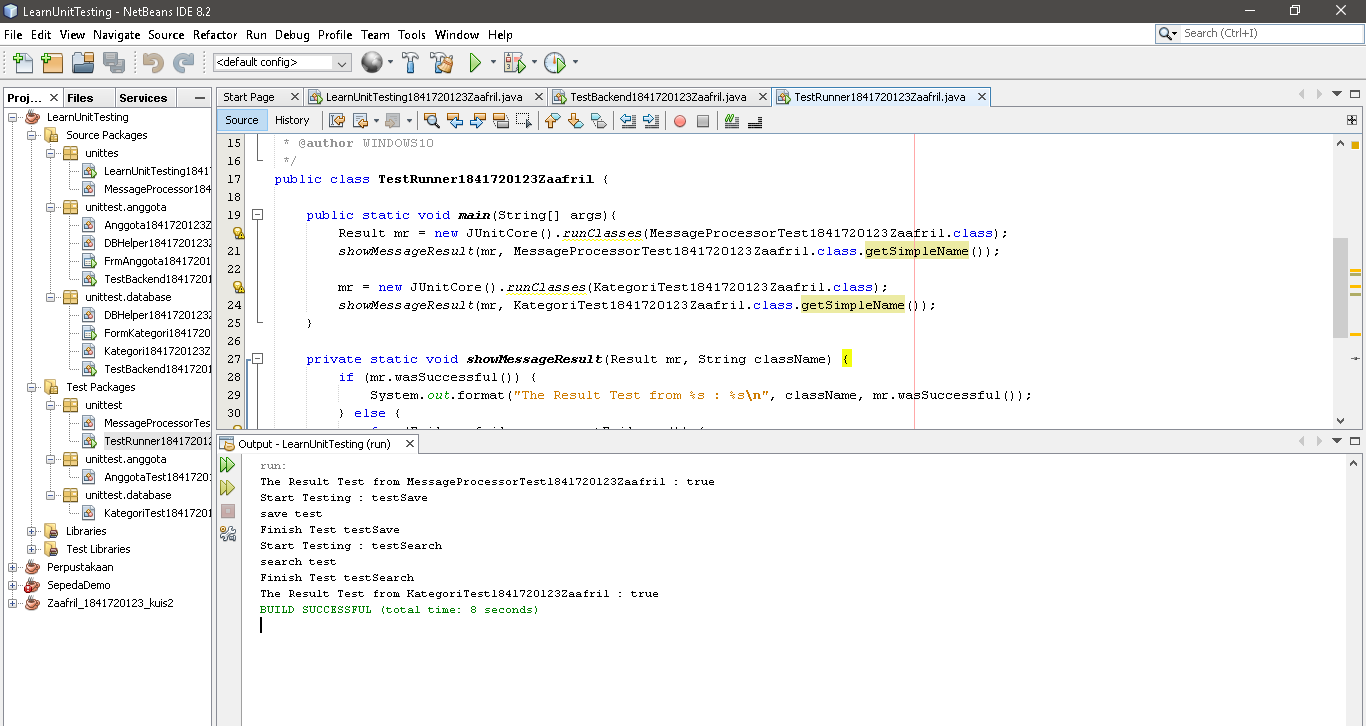 LearnUnitTesting - NetBeans IDE 8.2
File Edit View Navigate Source Refactor Run Debug Profile Team Tools Window Help
Search (Ctrl+I)
<default config>
Proj... Files Services
LearnUnitTesting
Source Packages
unittes
LearnUnitTesting1841
MessageProcessor184
unittest.anggota
Anggota1841720123Z
DBHelper1841720123
FrmAnggota18417201
TestBackend1841720
unittest.database
DBHelper1841720123
FormKategori1841720
Kategori1841720123Z
TestBackend1841720
Test Packages
unittest
MessageProcessorTes
TestRunner184172012
unittest.anggota
AnggotaTest1841720
unittest.database
KategoriTest18417201
Libraries
Test Libraries
Perpustakaan
SepedaDemo
Zaafril_1841720123_kuis2
Start Page LearnUnitTesting1841720123Zaafril.java TestBackend1841720123Zaafril.java TestRunner1841720123Zaafril.java
Source History
15 * @author WINDOWS10
16 */
17 public class TestRunner1841720123Zaafril {
18
19 public static void main(String[] args){
Result mr = new JUnitCore().runClasses(MessageProcessorTest1841720123Zaafril.class);
21 showMessageResult(mr, MessageProcessorTest1841720123Zaafril.class.getSimpleName());
22
mr = new JUnitCore().runClasses(KategoriTest1841720123Zaafril.class);
24 showMessageResult(mr, KategoriTest1841720123Zaafril.class.getSimpleName());
25 }
26
27 private static void showMessageResult(Result mr, String className) {
28 if (mr.wasSuccessful()) {
29 System.out.format("The Result Test from %s : %s\n", className, mr.wasSuccessful());
30 } else {
Output - LearnUnitTesting (run)
run:
The Result Test from MessageProcessorTest1841720123Zaafril : true
Start Testing : testSave
save test
Finish Test testSave
Start Testing : testSearch
search test
Finish Test testSearch
The Result Test from KategoriTest1841720123Zaafril : true
BUILD SUCCESSFUL (total time: 8 seconds)